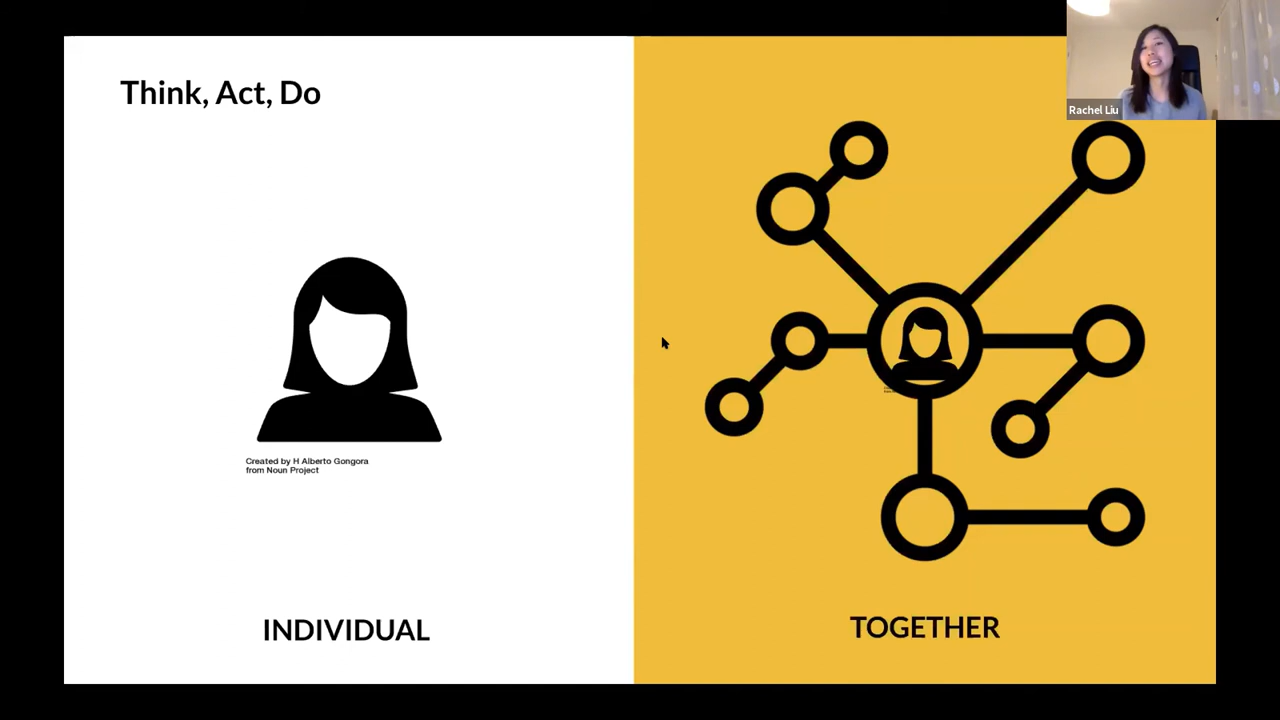 Think, Act, Do
Rachel Liu
Created by H Alberto Gongora
from Noun Project
INDIVIDUAL
TOGETHER